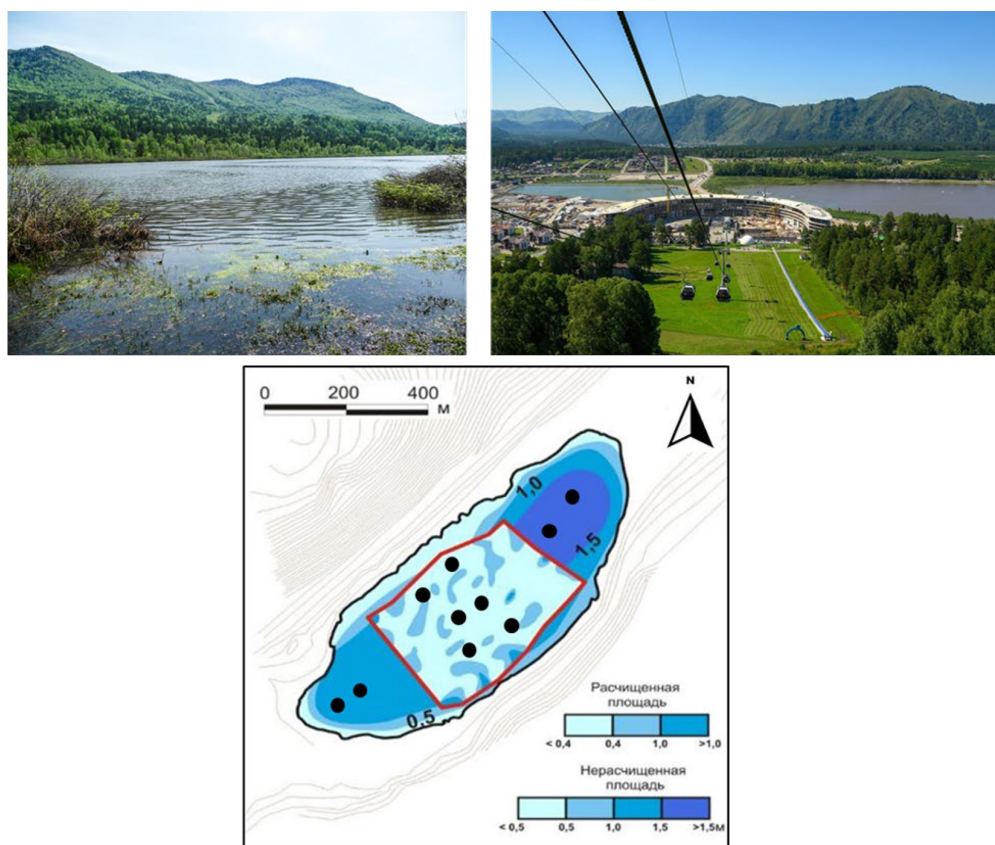 0 200 400
М
N
1,0
1,5
0,5
Расчищенная
площадь
< 0,4 0,4 1,0 >1,0
Нерасчищенная
площадь
< 0,5 0,5 1,0 1,5 >1,5м